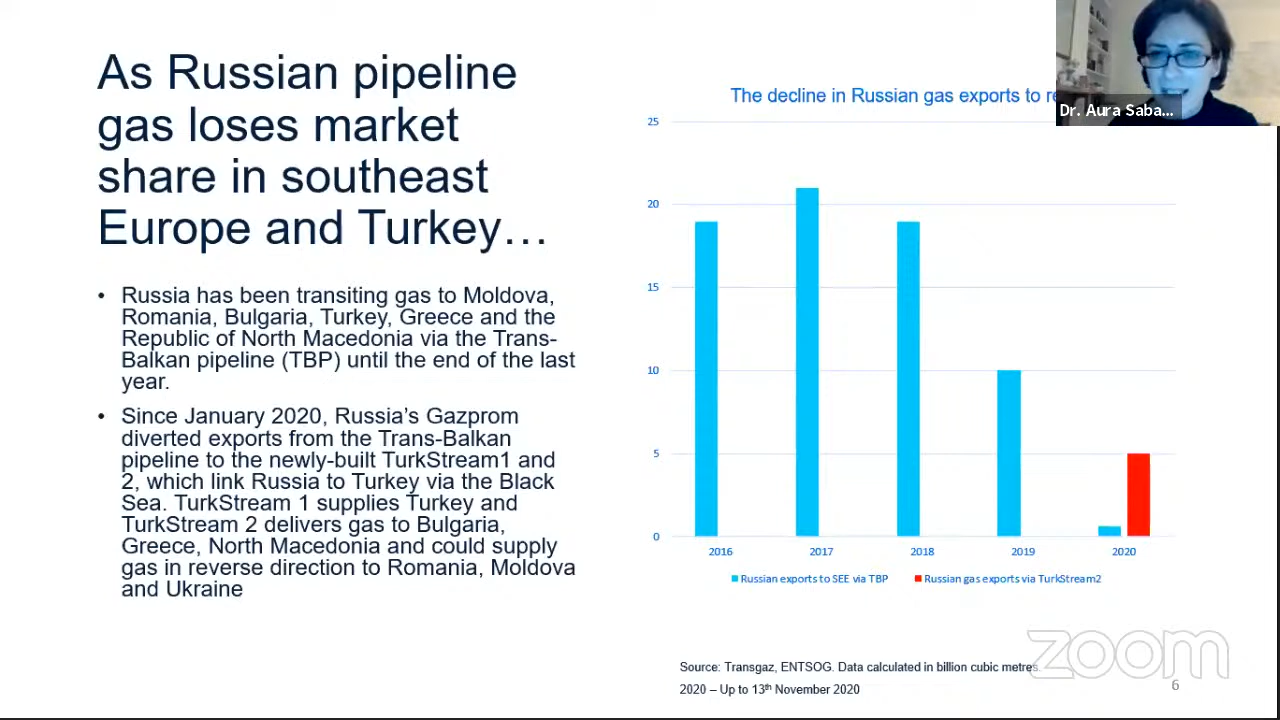 As Russian pipeline
gas loses market
share in southeast
Europe and Turkey…
• Russia has been transiting gas to Moldova,
Romania, Bulgaria, Turkey, Greece and the
Republic of North Macedonia via the Trans-
Balkan pipeline (TBP) until the end of the last
year.
• Since January 2020, Russia's Gazprom
diverted exports from the Trans-Balkan
pipeline to the newly-built TurkStream1 and
2, which link Russia to Turkey via the Black
Sea. TurkStream 1 supplies Turkey and
TurkStream 2 delivers gas to Bulgaria,
Greece, North Macedonia and could supply
gas in reverse direction to Romania, Moldova
and Ukraine
The decline in Russian gas exports to
Dr. Aura Saba...
25
20
15
10
5
0
2016 2017 2018 2019 2020
Russian exports to SEE via TBP Russian gas exports via TurkStream2
Source: Transgaz, ENTSOG. Data calculated in billion cubic metres.
2020 – Up to 13th November 2020
zoom
6